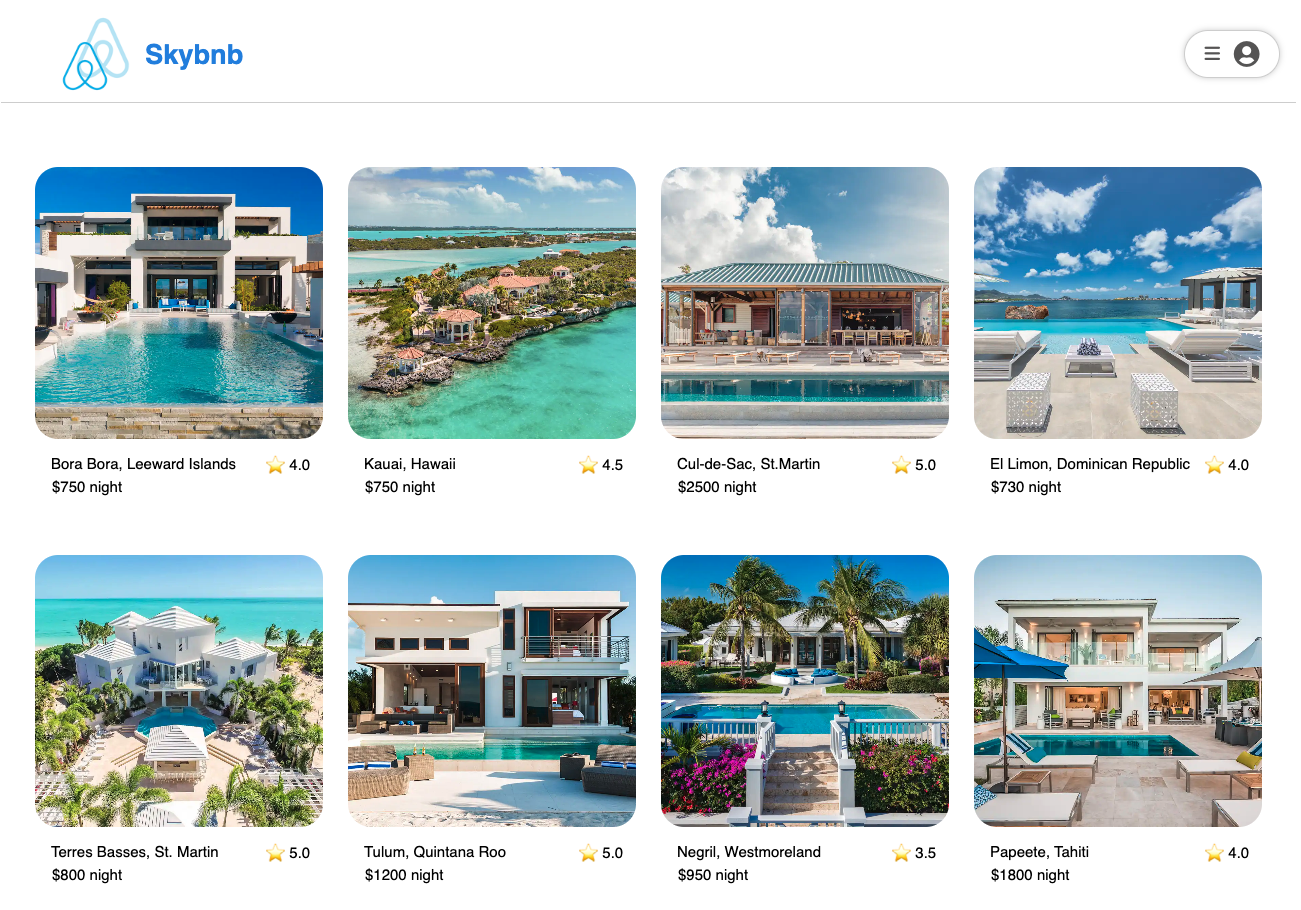 Skybnb
Bora Bora, Leeward Islands 4.0
$750 night
Kauai, Hawaii 4.5
$750 night
Cul-de-Sac, St.Martin 5.0
$2500 night
El Limon, Dominican Republic 4.0
$730 night
Terres Basses, St. Martin 5.0
$800 night
Tulum, Quintana Roo 5.0
$1200 night
Negril, Westmoreland 3.5
$950 night
Papeete, Tahiti 4.0
$1800 night